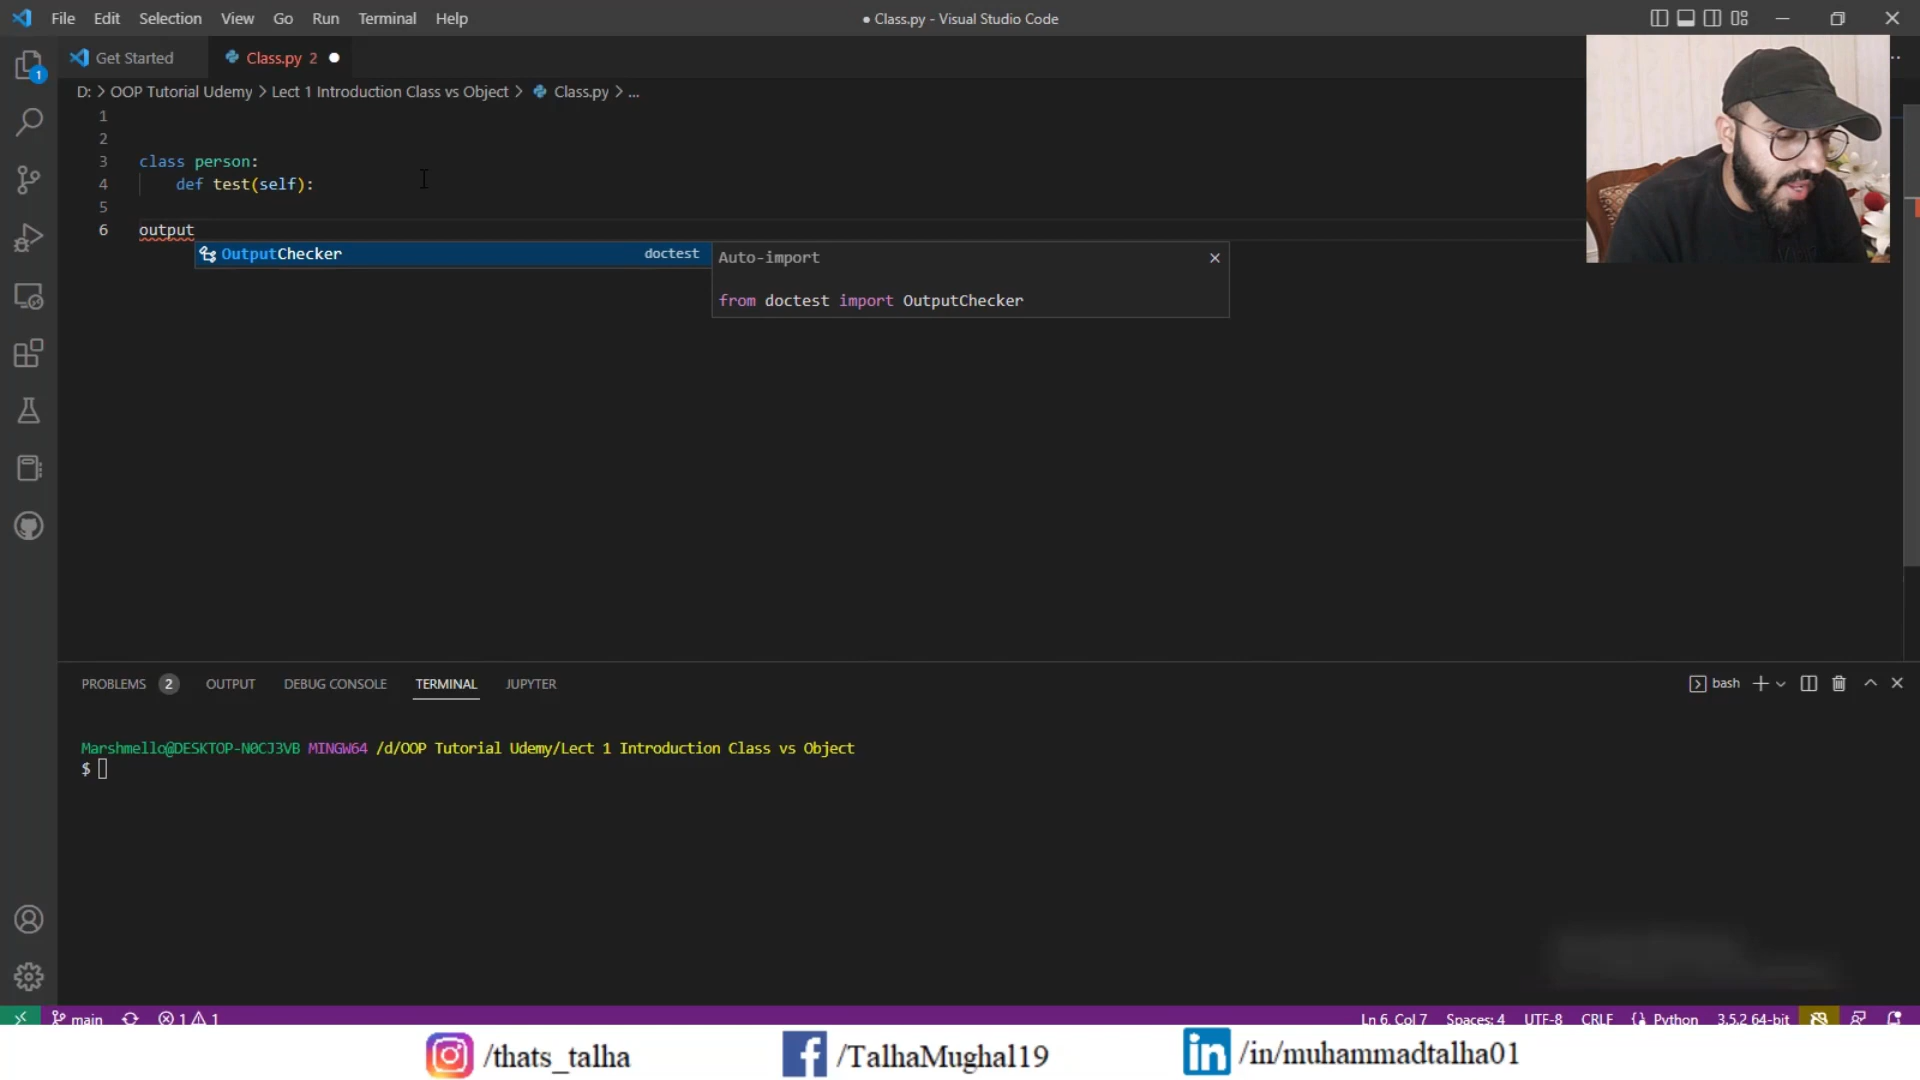 File Edit Selection View Go Run Terminal Help
● Class.py - Visual Studio Code
Get Started
Class.py 2 ●
D: > OOP Tutorial Udemy > Lect 1 Introduction Class vs Object > Class.py > ...
1
2
3 class person:
4 def test(self):
5
6 output
OutputChecker doctest
Auto-import
from doctest import OutputChecker
PROBLEMS 2 OUTPUT DEBUG CONSOLE TERMINAL JUPYTER
bash
Marshmello@DESKTOP-N0CJ3VB MINGW64 /d/OOP Tutorial Udemy/Lect 1 Introduction Class vs Object
$
main 1 1
Ln 6, Col 7 Spaces: 4 UTF-8 CRLF Python 3.5.2 64-bit
/thats_talha
/TalhaMughal19
in /in/muhammadtalha01